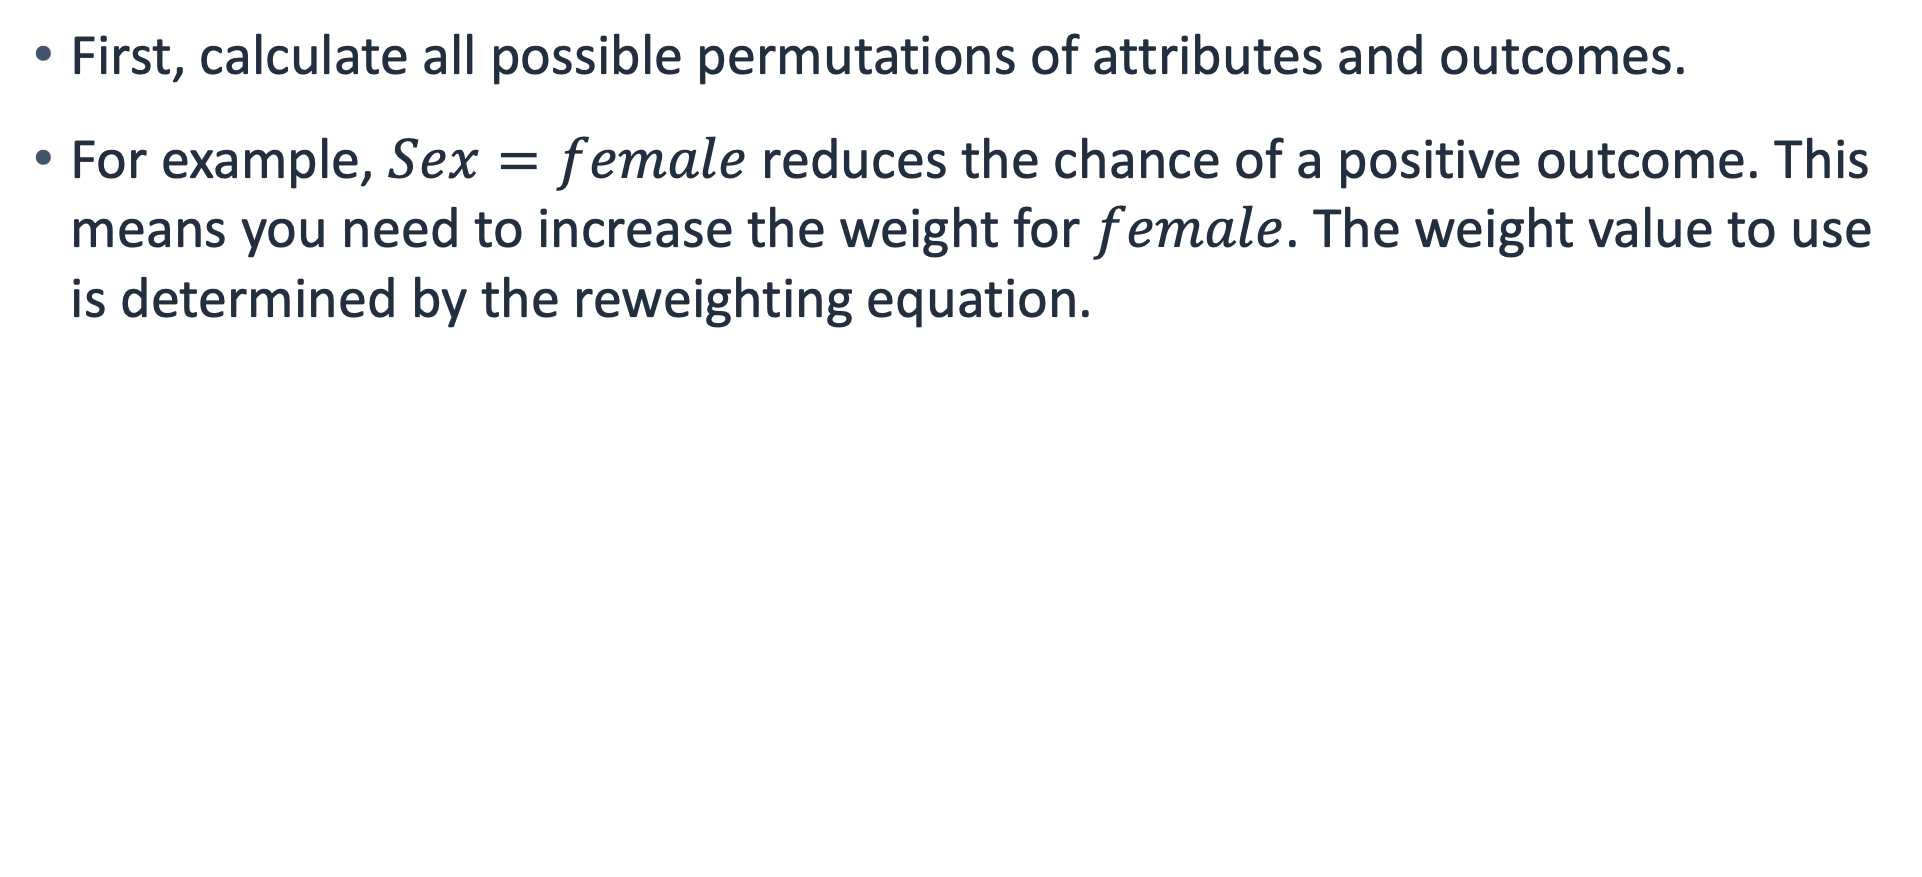 • First, calculate all possible permutations of attributes and outcomes.
• For example, Sex = female reduces the chance of a positive outcome. This
means you need to increase the weight for female. The weight value to use
is determined by the reweighting equation.